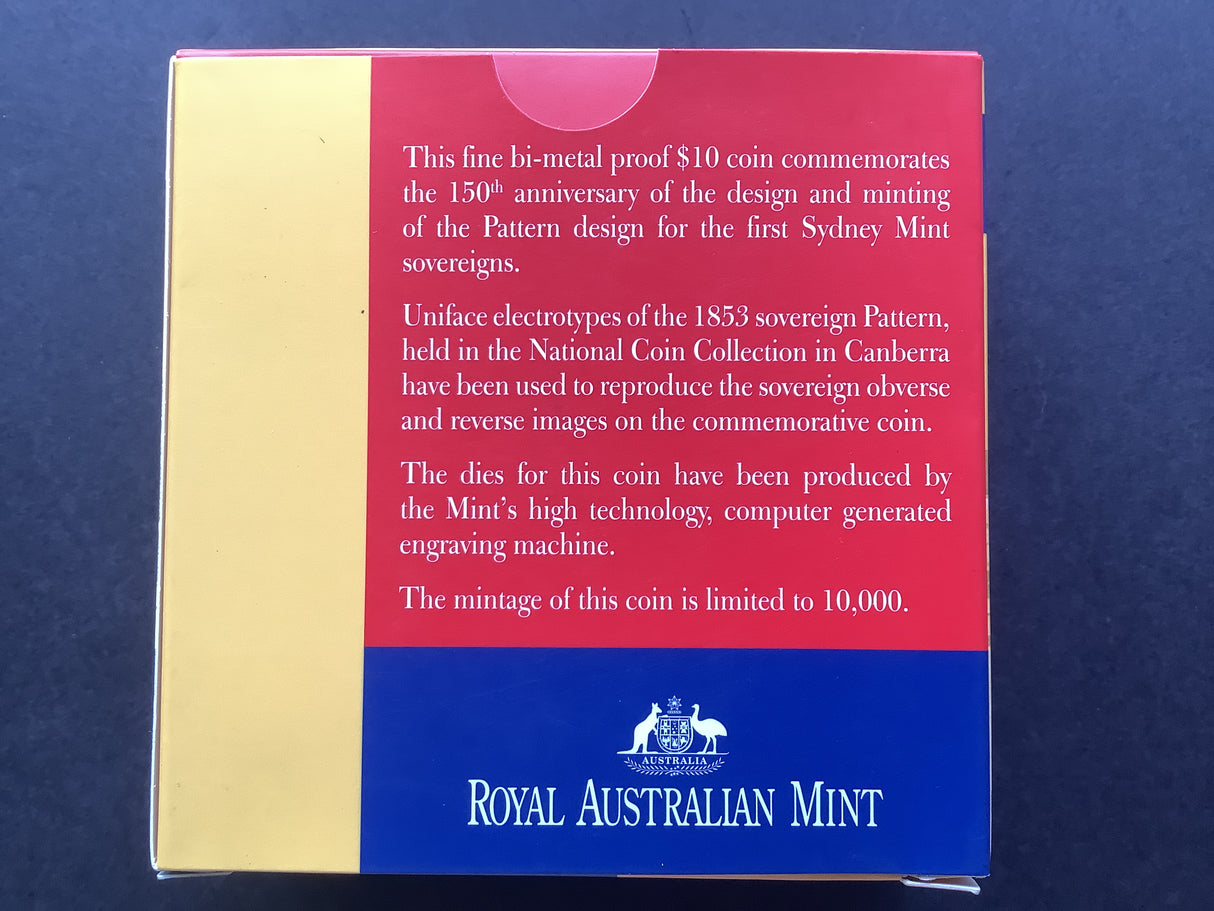 This fine bi-metal proof $10 coin commemorates
the 150th anniversary of the design and minting
of the Pattern design for the first Sydney Mint
sovereigns.
Uniface electrotypes of the 1853 sovereign Pattern,
held in the National Coin Collection in Canberra
have been used to reproduce the sovereign obverse
and reverse images on the commemorative coin.
The dies for this coin have been produced by
the Mint's high technology, computer generated
engraving machine.
The mintage of this coin is limited to 10,000.
AUSTRALIA
ROYAL AUSTRALIAN MINT